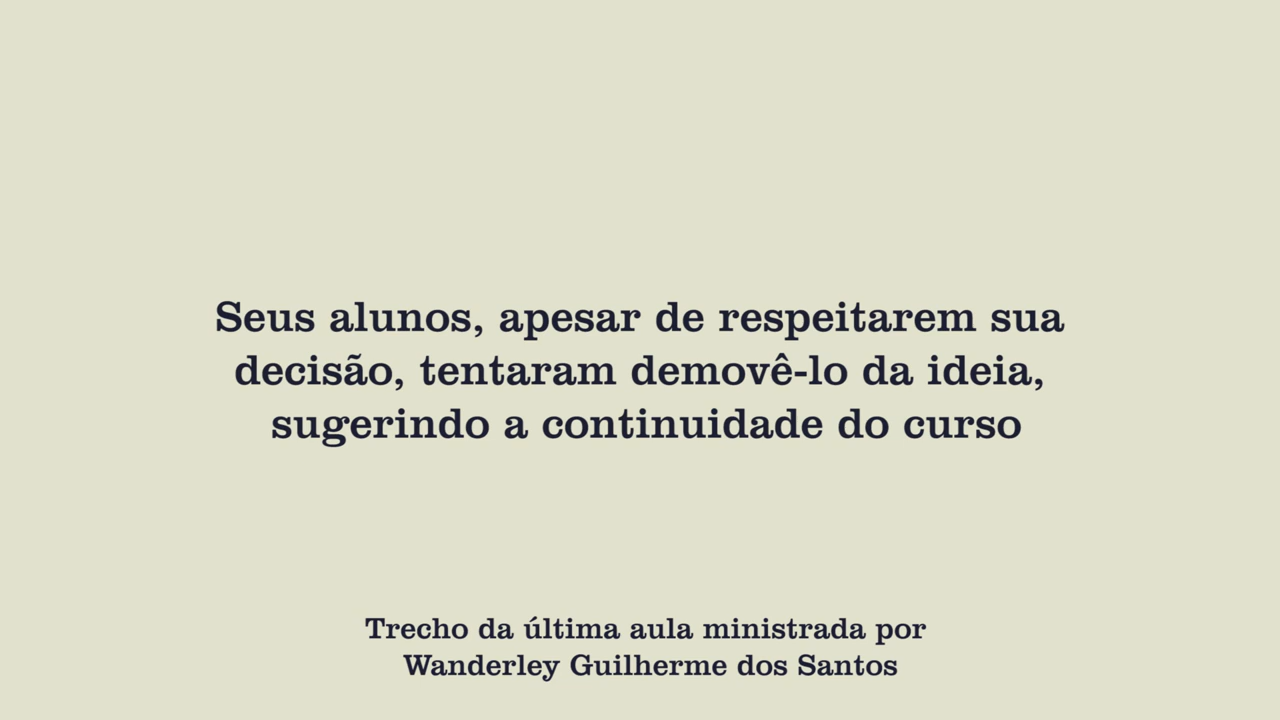 Seus alunos, apesar de respeitarem sua
decisão, tentaram demovê-lo da ideia,
sugerindo a continuidade do curso
Trecho da última aula ministrada por
Wanderley Guilherme dos Santos